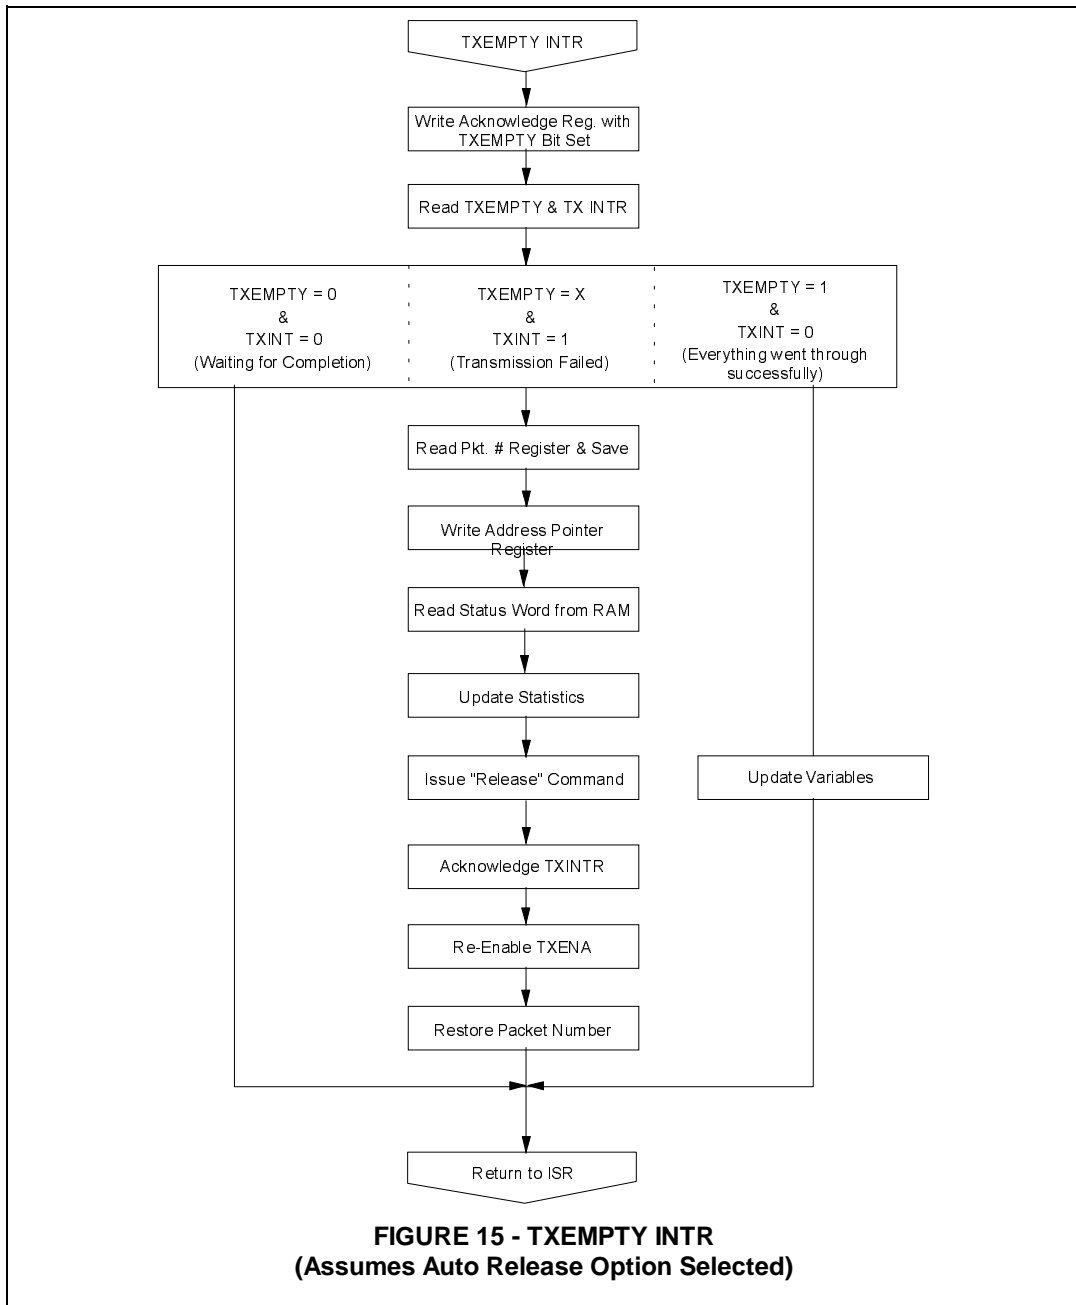 TXEMPTY INTR
Write Acknowledge Reg. with
TXEMPTY Bit Set
Read TXEMPTY & TX INTR
TXEMPTY = 0
&
TXINT = 0
(Waiting for Completion)
TXEMPTY = X
&
TXINT = 1
(Transmission Failed)
TXEMPTY = 1
&
TXINT = 0
(Everything went through
successfully)
Read Pkt. # Register & Save
Write Address Pointer
Register
Read Status Word from RAM
Update Statistics
Issue "Release" Command
Update Variables
Acknowledge TXINTR
Re-Enable TXENA
Restore Packet Number
Return to ISR
FIGURE 15 - TXEMPTY INTR
(Assumes Auto Release Option Selected)